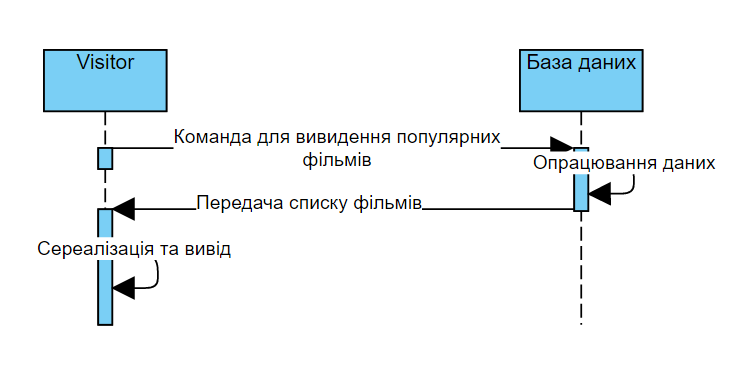 Visitor
База даних
Команда для вивидення популярних
фільмів
Опрацювання даних
Передача списку фільмів
Сереалізація та вивід